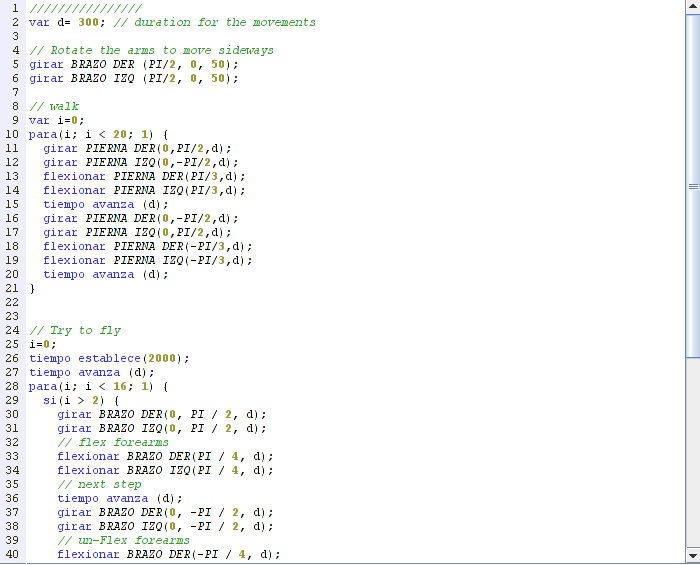 1 ////////////////
2 var d= 300; // duration for the movements
3
4 // Rotate the arms to move sideways
5 girar BRAZO DER (PI/2, 0, 50);
6 girar BRAZO IZQ (PI/2, 0, 50);
7
8 // walk
9 var i=0;
10 para(i; i < 20; 1) {
11 girar PIERNA DER(0,PI/2,d);
12 girar PIERNA IZQ(0,-PI/2,d);
13 flexionar PIERNA DER(PI/3,d);
14 flexionar PIERNA IZQ(PI/3,d);
15 tiempo avanza (d);
16 girar PIERNA DER(0,-PI/2,d);
17 girar PIERNA IZQ(0,PI/2,d);
18 flexionar PIERNA DER(-PI/3,d);
19 flexionar PIERNA IZQ(-PI/3,d);
20 tiempo avanza (d);
21 }
22
23
24 // Try to fly
25 i=0;
26 tiempo establece(2000);
27 tiempo avanza (d);
28 para(i; i < 16; 1) {
29 si(i > 2) {
30 girar BRAZO DER(0, PI / 2, d);
31 girar BRAZO IZQ(0, PI / 2, d);
32 // flex forearms
33 flexionar BRAZO DER(PI / 4, d);
34 flexionar BRAZO IZQ(PI / 4, d);
35 // next step
36 tiempo avanza (d);
37 girar BRAZO DER(0, -PI / 2, d);
38 girar BRAZO IZQ(0, -PI / 2, d);
39 // un-Flex forearms
40 flexionar BRAZO DER(-PI / 4, d);